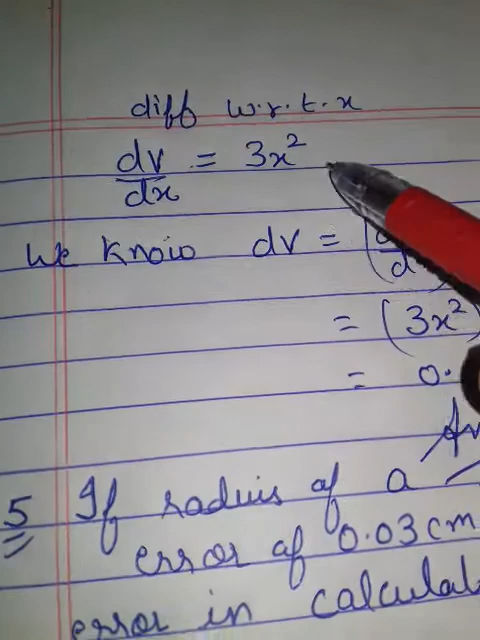 diff w.r.t. x
dv/dx = 3x²
We know dv = (
= (3x²)
= 0.
5 If radius of a
error of 0.03 cm
error in calculat